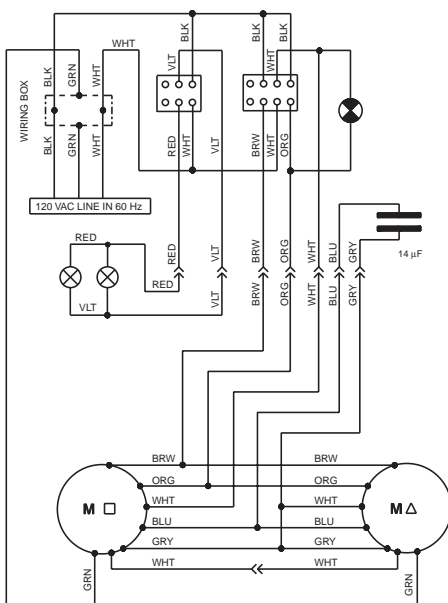 BLK
WHT
BLK
BLK
VLT
BLK
GRN
WHT
WIRING BOX
BLK
GRN
WHT
RED
WHT
VLT
BRW
WHT
ORG
120 VAC LINE IN 60 Hz
RED
RED
VLT
RED
VLT
BRW
ORG
WHT
BLU
GRY
14 µF
VLT
BRW
ORG
WHT
BLU
GRY
BRW
BRW
ORG
ORG
M
WHT
WHT
M
BLU
BLU
GRY
GRY
WHT
WHT
GRN
GRN